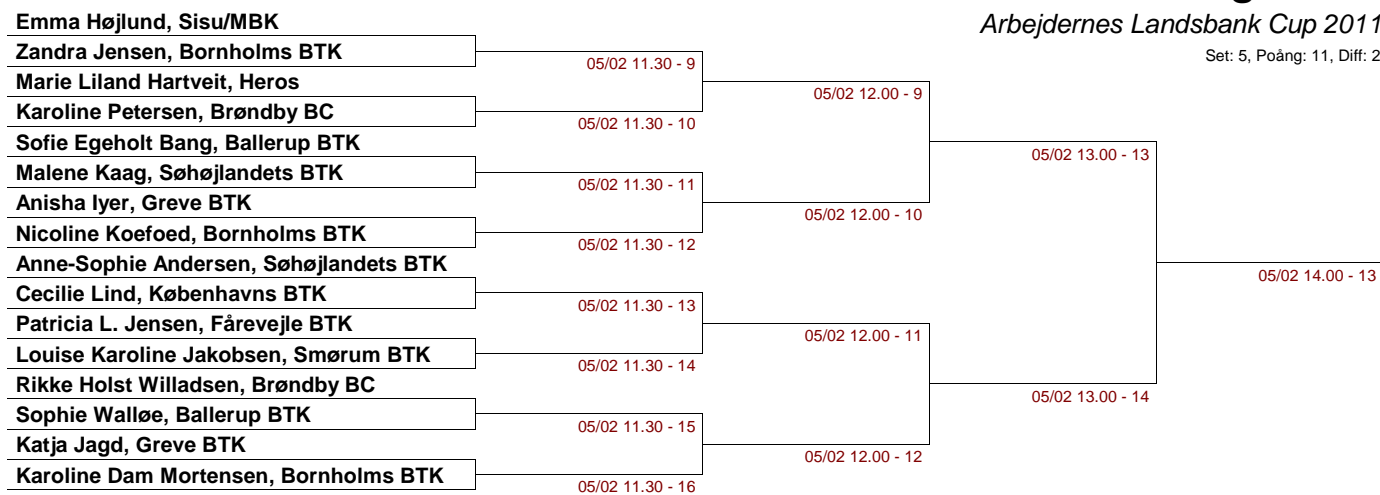 Emma Højlund, Sisu/MBK
Arbejdernes Landsbank Cup 2011
Zandra Jensen, Bornholms BTK
Set: 5, Poång: 11, Diff: 2
05/02 11.30 - 9
Marie Liland Hartveit, Heros
05/02 12.00 - 9
Karoline Petersen, Brøndby BC
05/02 11.30 - 10
Sofie Egeholt Bang, Ballerup BTK
05/02 13.00 - 13
Malene Kaag, Søhøjlandets BTK
05/02 11.30 - 11
Anisha Iyer, Greve BTK
05/02 12.00 - 10
Nicoline Koefoed, Bornholms BTK
05/02 11.30 - 12
Anne-Sophie Andersen, Søhøjlandets BTK
05/02 14.00 - 13
Cecilie Lind, Københavns BTK
05/02 11.30 - 13
Patricia L. Jensen, Fårevejle BTK
05/02 12.00 - 11
Louise Karoline Jakobsen, Smørum BTK
05/02 11.30 - 14
Rikke Holst Willadsen, Brøndby BC
05/02 13.00 - 14
Sophie Walløe, Ballerup BTK
05/02 11.30 - 15
Katja Jagd, Greve BTK
05/02 12.00 - 12
Karoline Dam Mortensen, Bornholms BTK
05/02 11.30 - 16